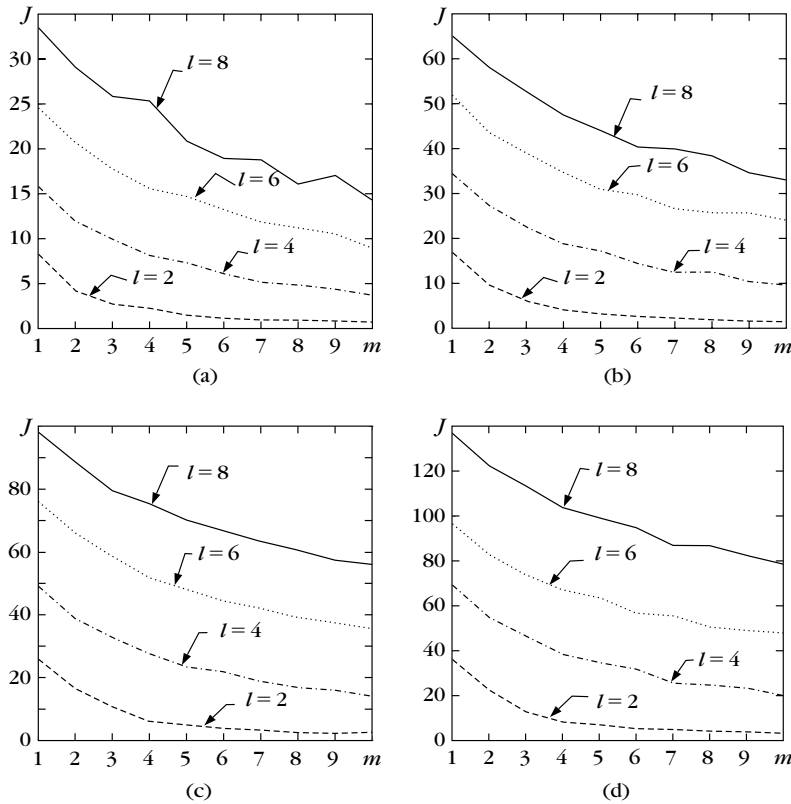 J
30
25
20
15
10
5
0
l = 8
l = 6
l = 4
l = 2
1 2 3 4 5 6 7 8 9 m
(a)
J
60
50
40
30
20
10
0
l = 8
l = 6
l = 4
l = 2
1 2 3 4 5 6 7 8 9 m
(b)
J
80
60
40
20
0
l = 8
l = 6
l = 4
l = 2
1 2 3 4 5 6 7 8 9 m
(c)
J
120
100
80
60
40
20
0
l = 8
l = 6
l = 4
l = 2
1 2 3 4 5 6 7 8 9 m
(d)